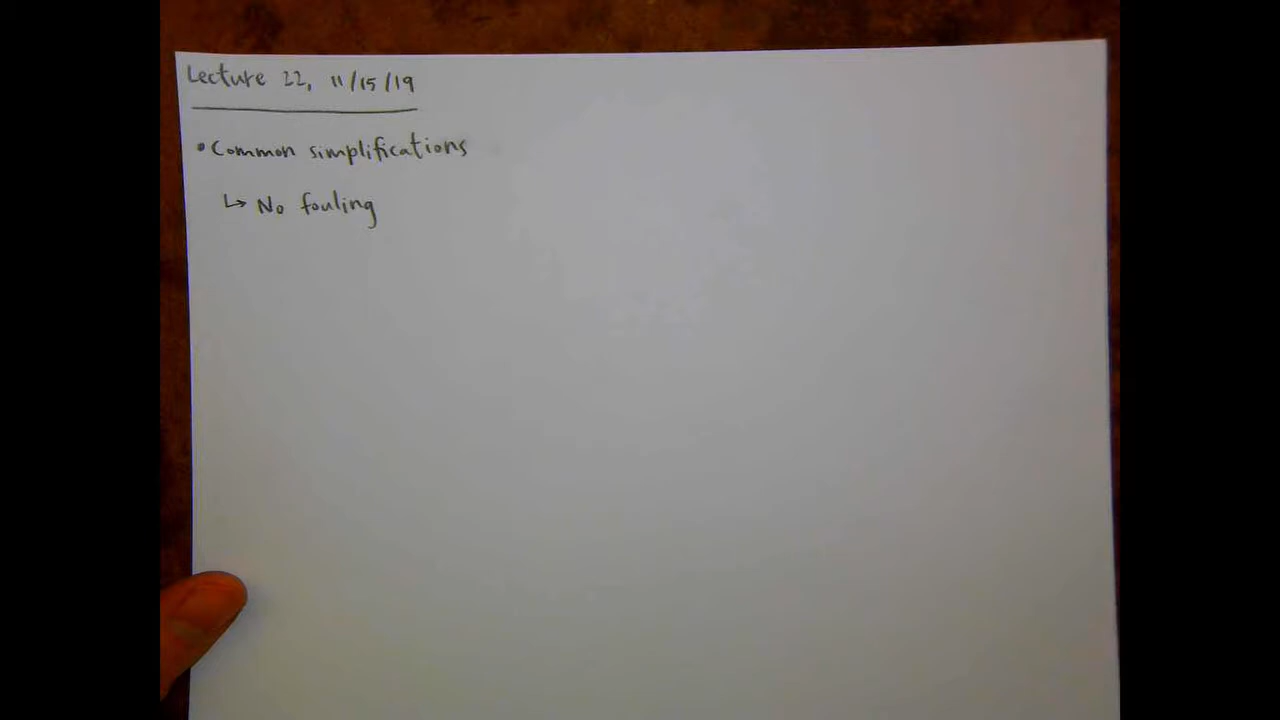 Lecture 22, 11/15/19
• Common simplifications
↳ No fouling